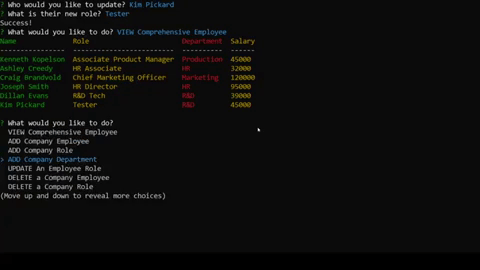 ? Who would you like to update? Kim Pickard
? What is their new role? Tester
Success!
? What would you like to do? VIEW Comprehensive Employee
Name Role Department Salary
---------------- ------------------------- ---------- ------
Kenneth Kopelson Associate Product Manager Production 45000
Ashley Creedy HR Associate HR 32000
Craig Brandvold Chief Marketing Officer Marketing 120000
Joseph Smith HR Director HR 95000
Dillan Evans R&D Tech R&D 39000
Kim Pickard Tester R&D 45000
? What would you like to do?
VIEW Comprehensive Employee
ADD Company Employee
ADD Company Role
> ADD Company Department
UPDATE An Employee Role
DELETE a Company Employee
DELETE a Company Role
(Move up and down to reveal more choices)